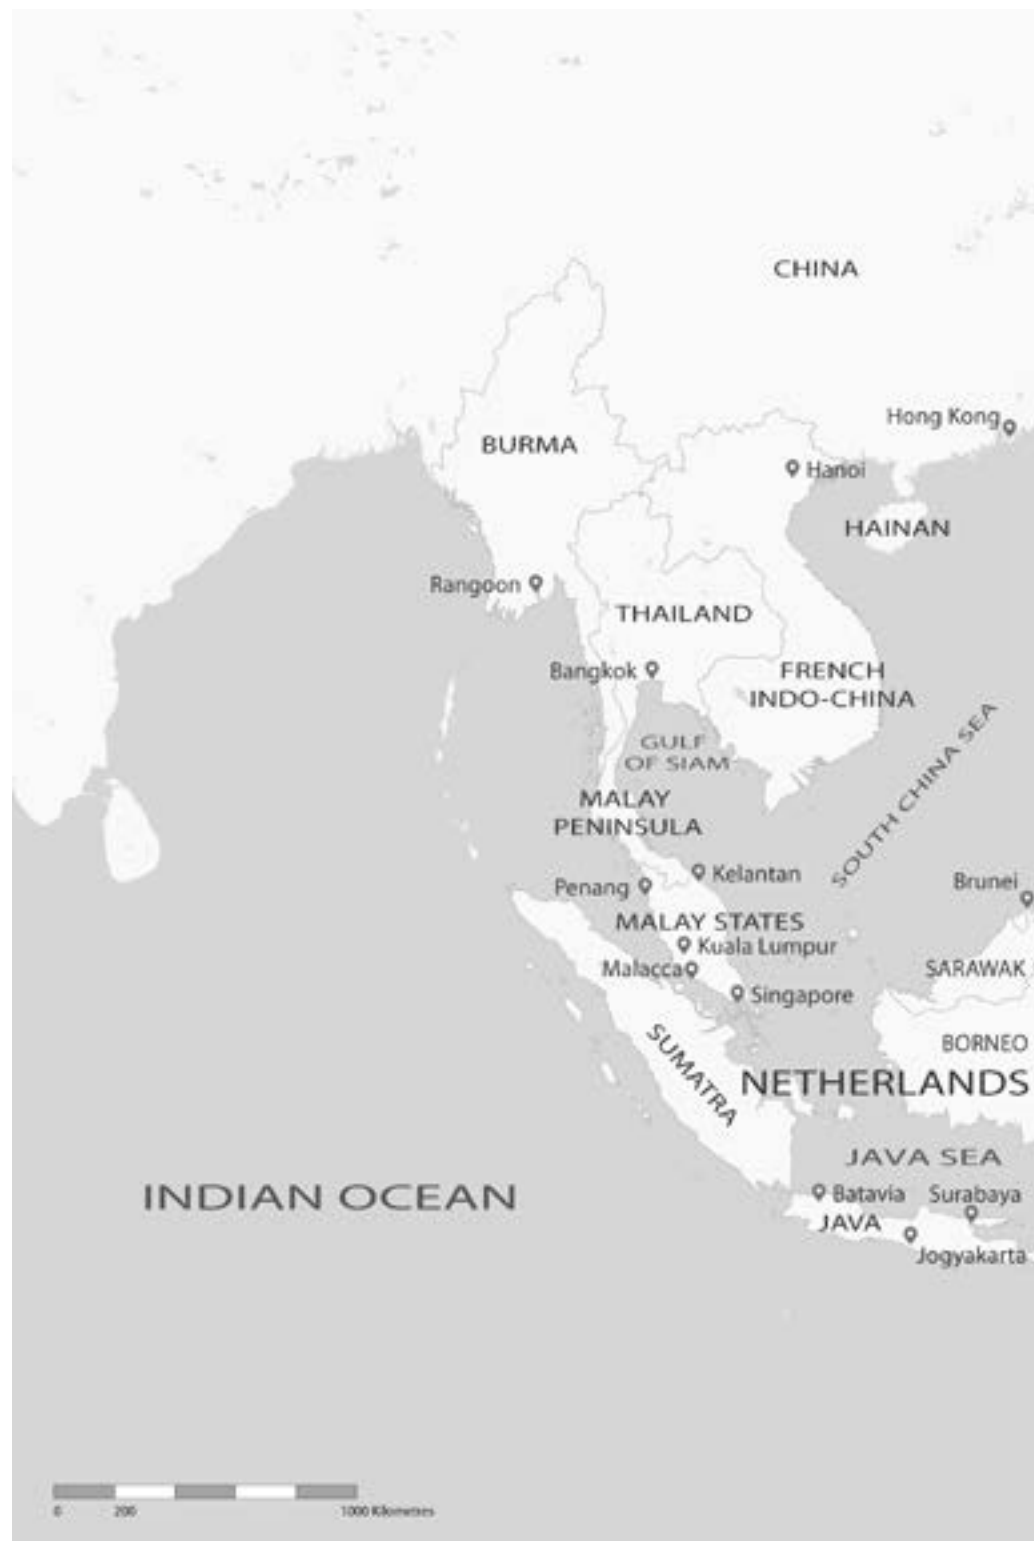 CHINA
Hong Kong
BURMA
Hanoi
HAINAN
Rangoon
THAILAND
Bangkok
FRENCH
INDO-CHINA
GULF
OF SIAM
SOUTH CHINA SEA
MALAY
PENINSULA
Kelantan
Penang
Brunei
MALAY STATES
Kuala Lumpur
Malacca
SARAWAK
Singapore
SUMATRA
BORNEO
NETHERLANDS
JAVA SEA
INDIAN OCEAN
Batavia
Surabaya
JAVA
Jogyakarta
0 200 1000 Kilometres